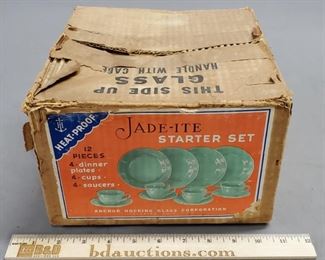 THIS SIDE UP
GLASS
HANDLE WITH CARE
HEAT-PROOF
JADE-ITE
STARTER SET
12
PIECES
4 dinner
plates •
4 cups •
4 saucers •
ANCHOR HOCKING GLASS CORPORATION
B&B
bdauctions.com